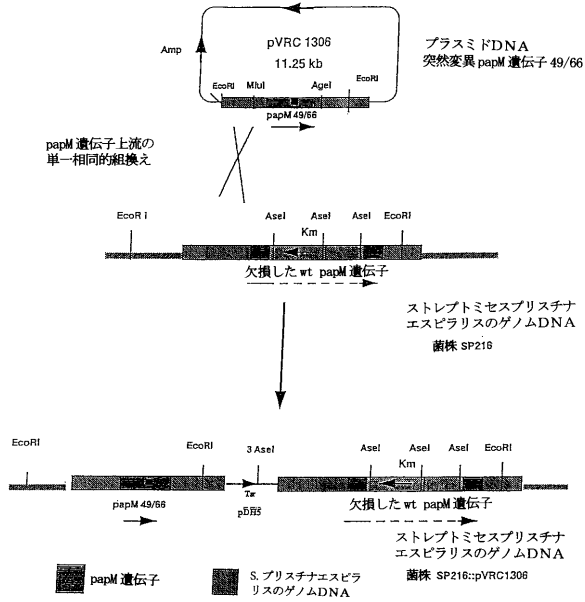 Amp
pVRC 1306
11.25 kb
プラスミドDNA
突然変異papM遺伝子49/66
EcoRI
MluI
AgeI
EcoRI
papM 49/66
papM遺伝子上流の
単一相同的組換え
EcoR I
AseI
AseI
AseI
EcoRI
Km
欠損したwt papM遺伝子
ストレプトミセスプリスチナ
エスピラリスのゲノムDNA
菌株 SP216
EcoRI
EcoRI
3 AseI
AseI
AseI
AseI
EcoRI
Km
papM 49/66
欠損したwt papM遺伝子
ストレプトミセスプリスチナ
エスピラリスのゲノムDNA
菌株 SP216::pVRC1306
papM遺伝子
S.プリスチナエスピラ
リスのゲノムDNA